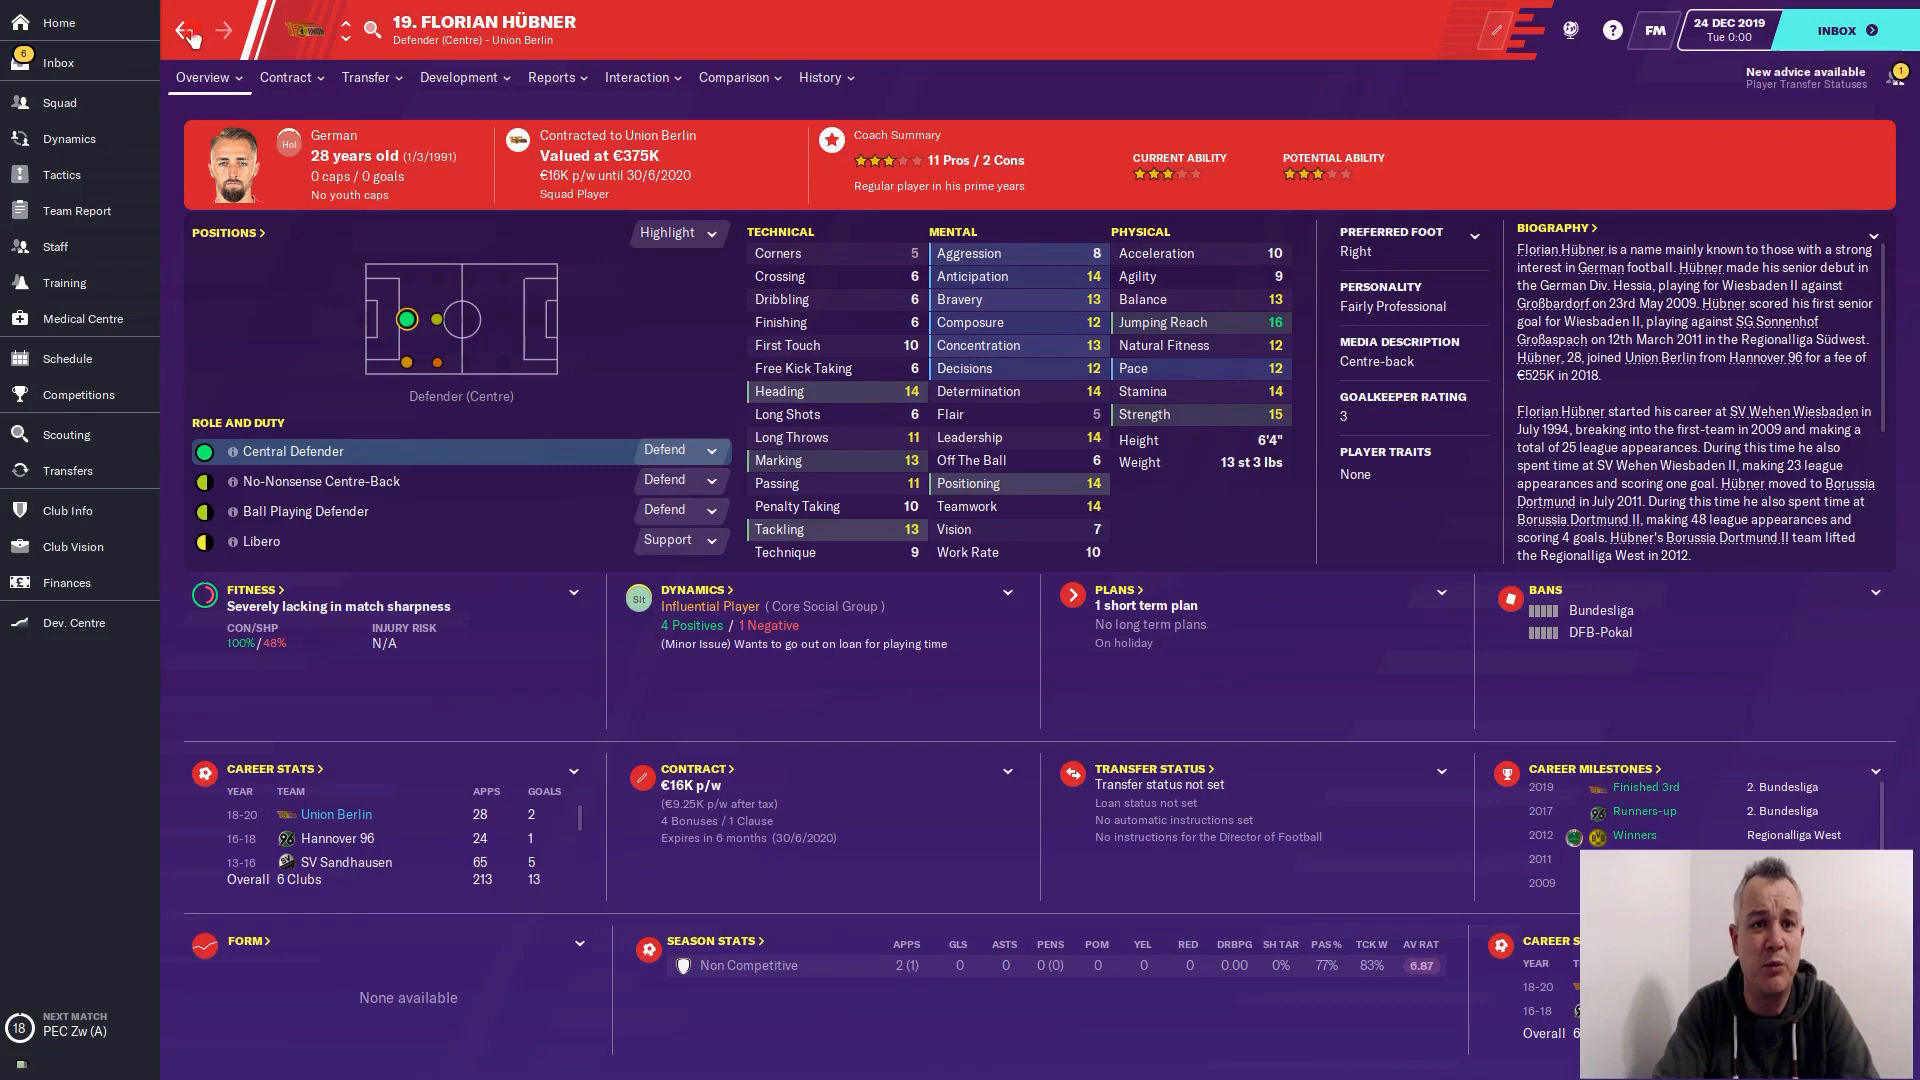 Home
6
Inbox
Squad
Dynamics
Tactics
Team Report
Staff
Training
Medical Centre
Schedule
Competitions
Scouting
Transfers
Club Info
Club Vision
Finances
Dev. Centre
18
NEXT MATCH
PEC Zw (A)
19. FLORIAN HÜBNER
Defender (Centre) - Union Berlin
?
FM
24 DEC 2019
Tue 0:00
INBOX
Overview
Contract
Transfer
Development
Reports
Interaction
Comparison
History
New advice available
Player Transfer Statuses
1
Hol
German
28 years old (1/3/1991)
0 caps / 0 goals
No youth caps
Contracted to Union Berlin
Valued at €375K
€16K p/w until 30/6/2020
Squad Player
Coach Summary
11 Pros / 2 Cons
Regular player in his prime years
CURRENT ABILITY
POTENTIAL ABILITY
POSITIONS >
Highlight
Defender (Centre)
ROLE AND DUTY
Central Defender Defend
No-Nonsense Centre-Back Defend
Ball Playing Defender Defend
Libero Support
TECHNICAL
Corners 5
Crossing 6
Dribbling 6
Finishing 6
First Touch 10
Free Kick Taking 6
Heading 14
Long Shots 6
Long Throws 11
Marking 13
Passing 11
Penalty Taking 10
Tackling 13
Technique 9
MENTAL
Aggression 8
Anticipation 14
Bravery 13
Composure 12
Concentration 13
Decisions 12
Determination 14
Flair 5
Leadership 14
Off The Ball 6
Positioning 14
Teamwork 14
Vision 7
Work Rate 10
PHYSICAL
Acceleration 10
Agility 9
Balance 13
Jumping Reach 16
Natural Fitness 12
Pace 12
Stamina 14
Strength 15
Height 6'4"
Weight 13 st 3 lbs
PREFERRED FOOT
Right
PERSONALITY
Fairly Professional
MEDIA DESCRIPTION
Centre-back
GOALKEEPER RATING
3
PLAYER TRAITS
None
BIOGRAPHY >
Florian Hübner is a name mainly known to those with a strong
interest in German football. Hübner made his senior debut in
the German Div. Hessia, playing for Wiesbaden II against
Großbardorf on 23rd May 2009. Hübner scored his first senior
goal for Wiesbaden II, playing against SG Sonnenhof
Großaspach on 12th March 2011 in the Regionalliga Südwest.
Hübner, 28, joined Union Berlin from Hannover 96 for a fee of
€525K in 2018.
Florian Hübner started his career at SV Wehen Wiesbaden in
July 1994, breaking into the first-team in 2009 and making a
total of 25 league appearances. During this time he also
spent time at SV Wehen Wiesbaden II, making 23 league
appearances and scoring one goal. Hübner moved to Borussia
Dortmund in July 2011. During this time he also spent time at
Borussia Dortmund II, making 48 league appearances and
scoring 4 goals. Hübner's Borussia Dortmund II team lifted
the Regionalliga West in 2012.
FITNESS >
Severely lacking in match sharpness
CON/SHP
100% / 48%
INJURY RISK
N/A
Slt
DYNAMICS >
Influential Player ( Core Social Group )
4 Positives / 1 Negative
(Minor Issue) Wants to go out on loan for playing time
PLANS >
1 short term plan
No long term plans
On holiday
BANS
Bundesliga
DFB-Pokal
CAREER STATS >
YEAR TEAM APPS GOALS
18-20 Union Berlin 28 2
16-18 Hannover 96 24 1
13-16 SV Sandhausen 65 5
Overall 6 Clubs 213 13
CONTRACT >
€16K p/w
(€9.25K p/w after tax)
4 Bonuses / 1 Clause
Expires in 6 months (30/6/2020)
TRANSFER STATUS >
Transfer status not set
Loan status not set
No automatic instructions set
No instructions for the Director of Football
CAREER MILESTONES >
2019 Finished 3rd 2. Bundesliga
2017 Runners-up 2. Bundesliga
2012 Winners Regionalliga West
2011
2009
FORM >
None available
SEASON STATS >
APPS GLS ASTS PENS POM YEL RED DRBPG SH TAR PAS % TCK W AV RAT
Non Competitive 2 (1) 0 0 0 (0) 0 0 0 0.00 0% 77% 83% 6.87
CAREER S
YEAR T
18-20
16-18
Overall 6